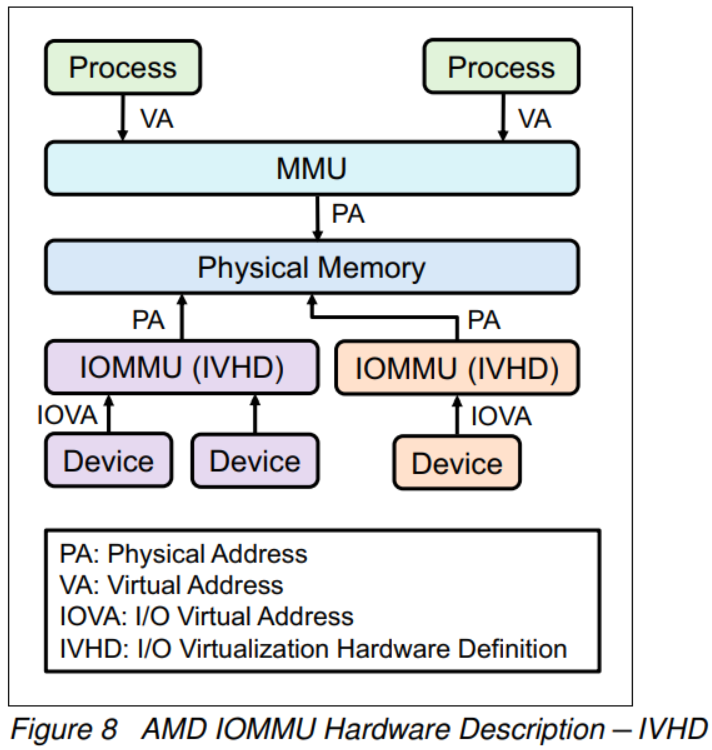 Process
Process
VA
VA
MMU
PA
Physical Memory
PA
PA
IOMMU (IVHD)
IOMMU (IVHD)
IOVA
IOVA
Device
Device
Device
PA: Physical Address
VA: Virtual Address
IOVA: I/O Virtual Address
IVHD: I/O Virtualization Hardware Definition
Figure 8 AMD IOMMU Hardware Description – IVHD